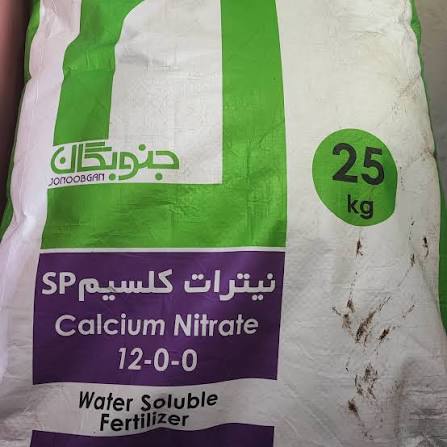 جنوبگان
JONOOBGAN
25
kg
نیترات کلسیم SP
Calcium Nitrate
12-0-0
Water Soluble
Fertilizer